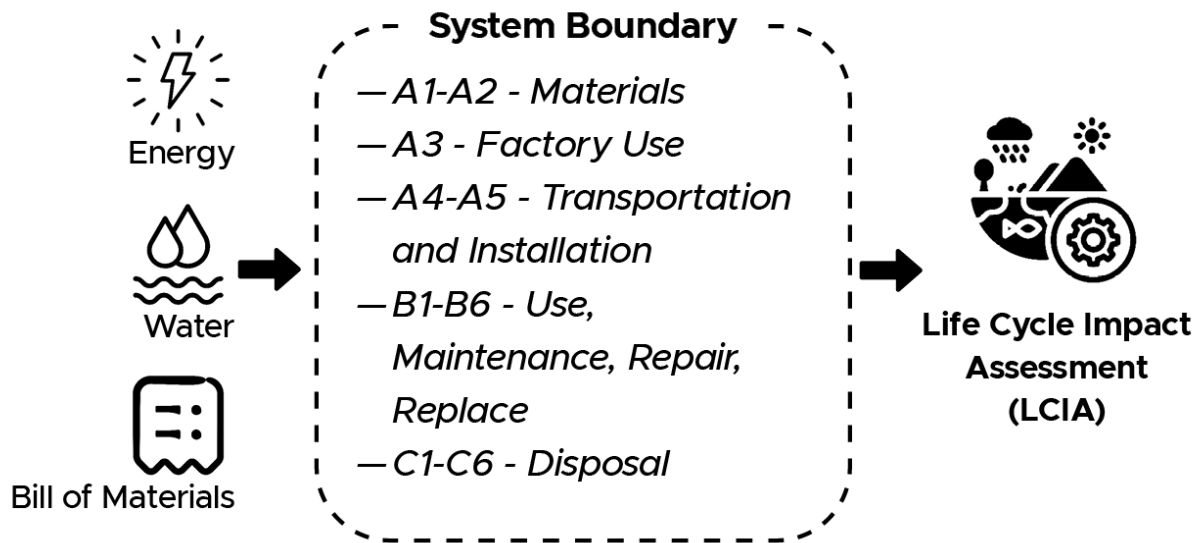 Energy
Water
Bill of Materials
System Boundary
— A1-A2 - Materials
— A3 - Factory Use
— A4-A5 - Transportation
and Installation
— B1-B6 - Use,
Maintenance, Repair,
Replace
— C1-C6 - Disposal
Life Cycle Impact
Assessment
(LCIA)